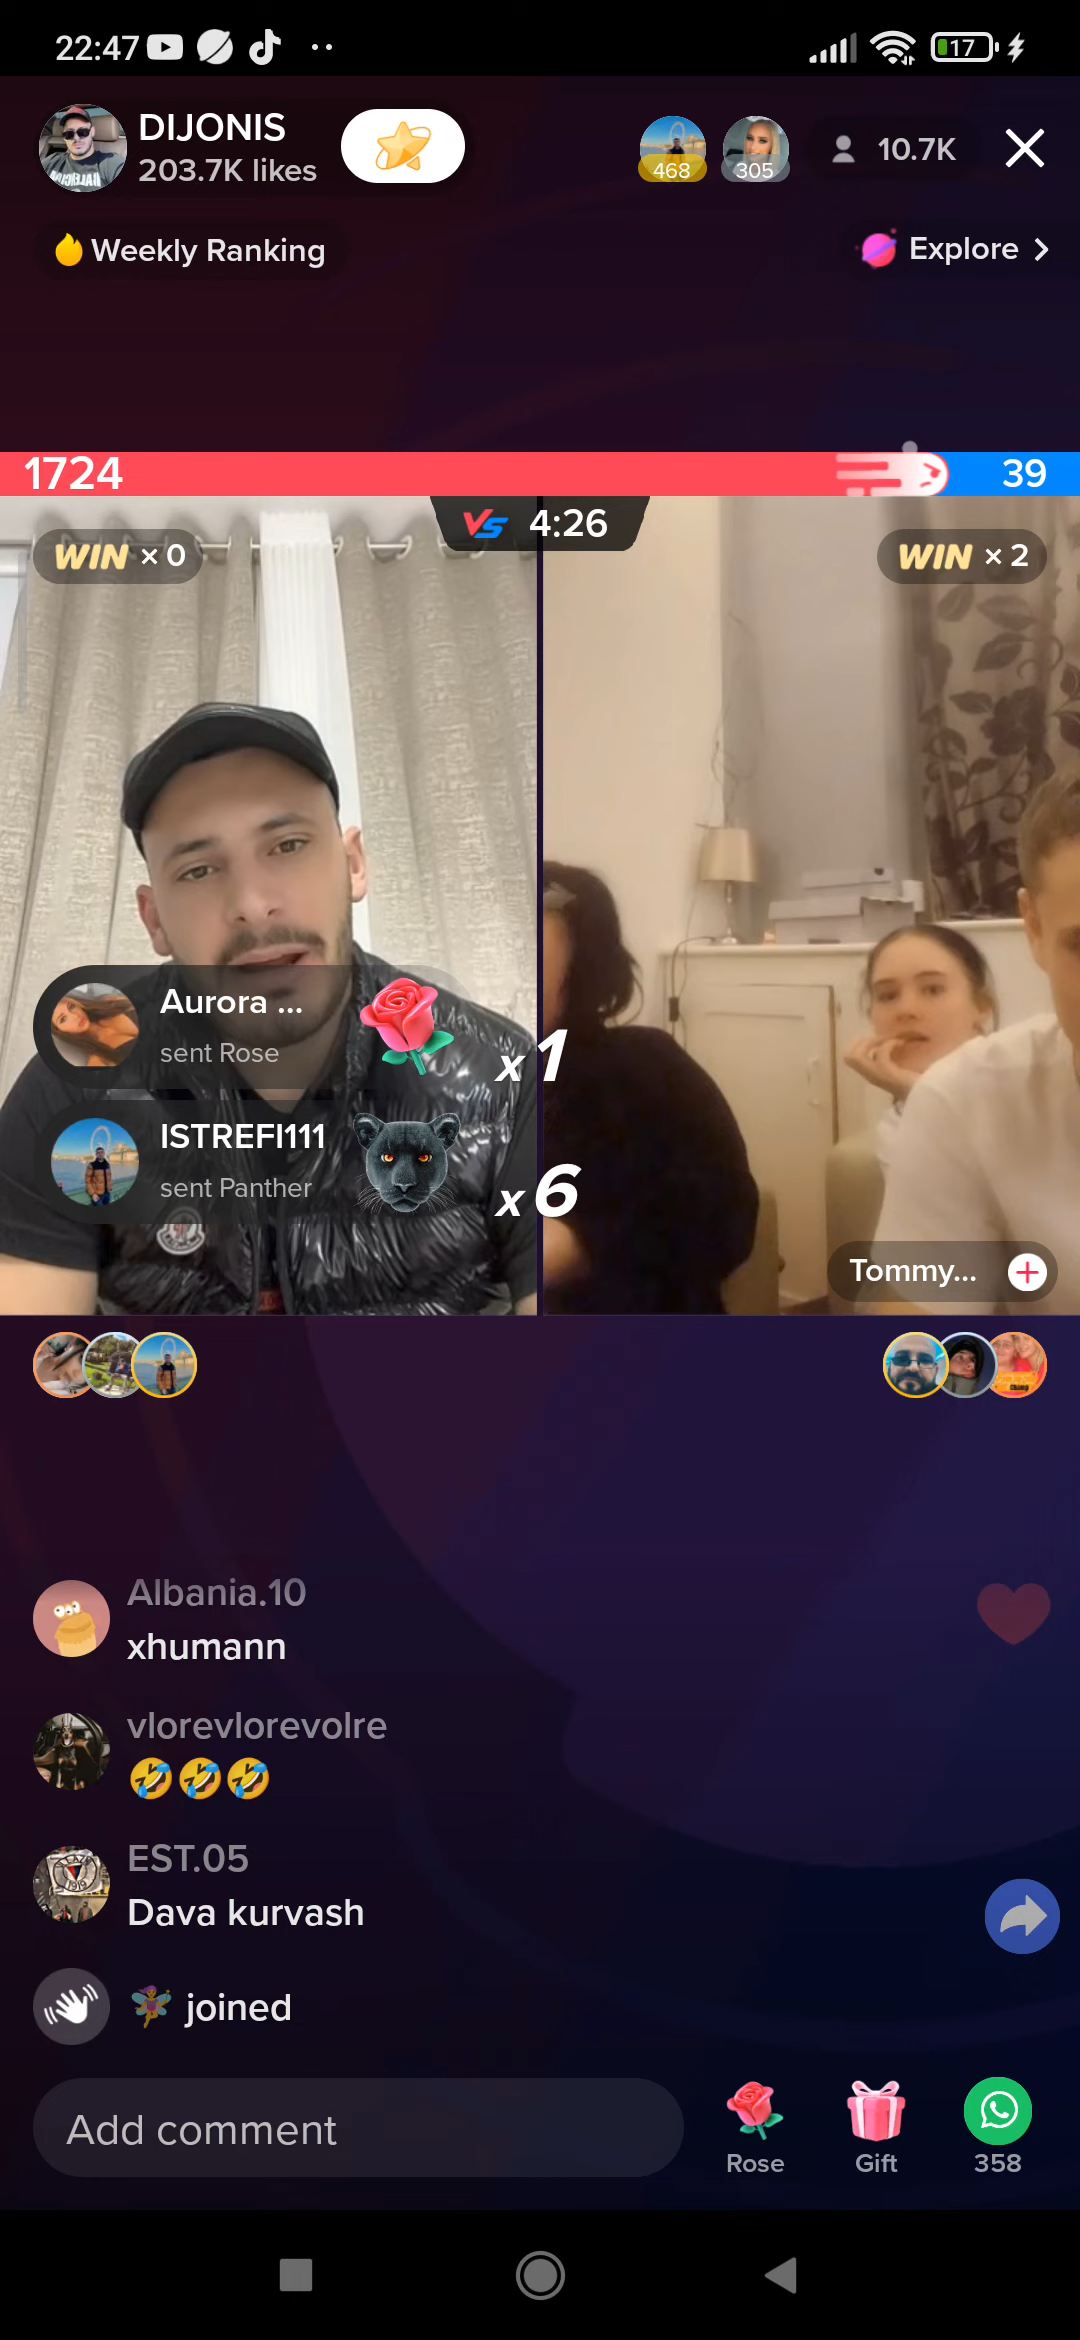 22:47
17
DIJONIS
203.7K likes
468
305
10.7K
Weekly Ranking
Explore
1724
39
VS 4:26
WIN × 0
WIN × 2
Aurora ...
sent Rose
x1
ISTREFI111
sent Panther
x6
Tommy...
Albania.10
xhumann
vlorevlorevolre
🤣🤣🤣
EST.05
Dava kurvash
🧚 joined
Add comment
Rose
Gift
358